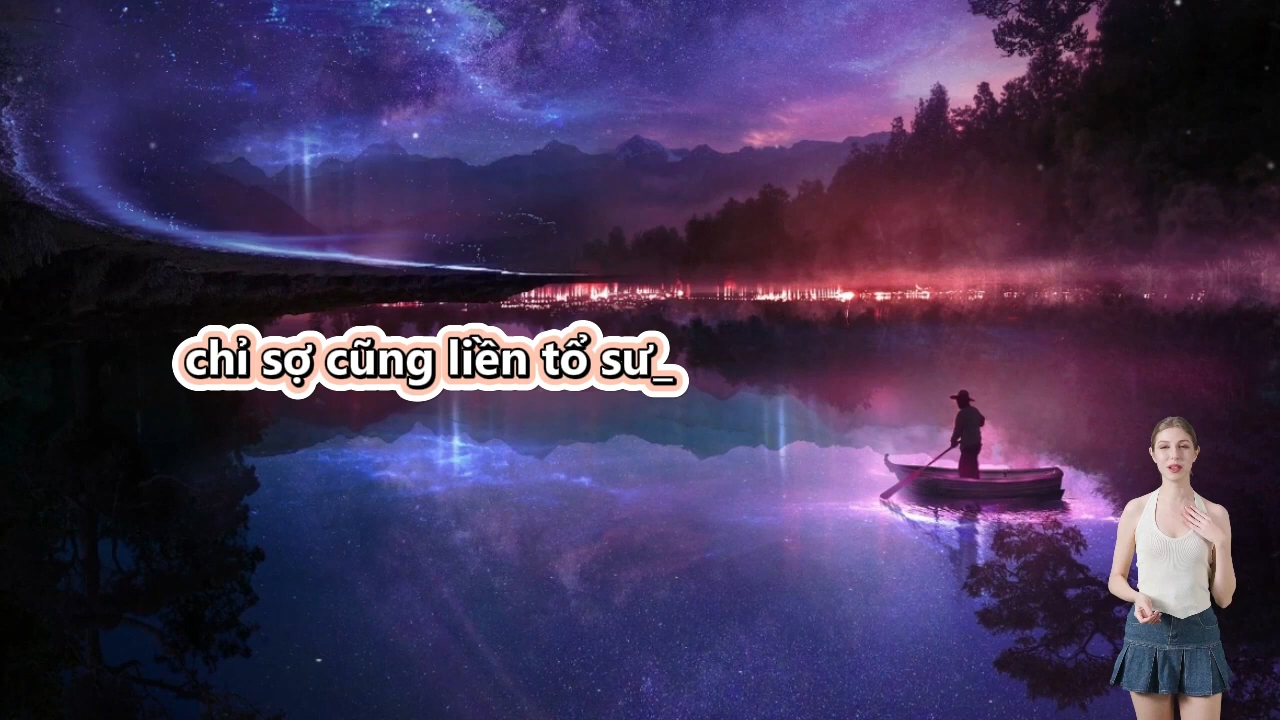 chỉ sợ cũng liền tổ sư_